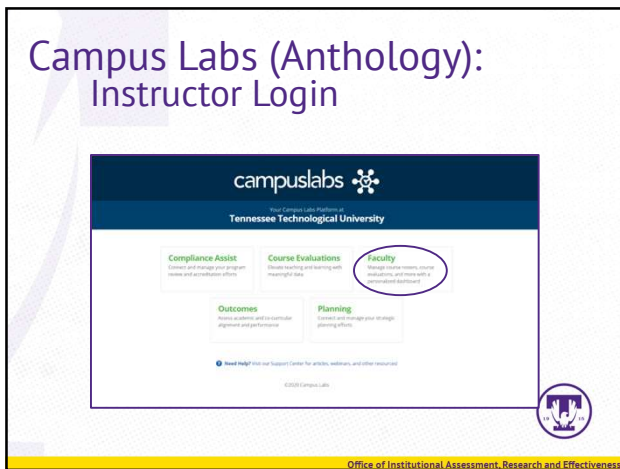 Campus Labs (Anthology):
Instructor Login
campuslabs
Your Campus Labs Platform at
Tennessee Technological University
Compliance Assist
Connect and manage your program
review and accreditation efforts
Course Evaluations
Elevate teaching and learning with
meaningful data
Faculty
Manage course rosters, course
evaluations, and more with a
personalized dashboard
Outcomes
Assess academic and co-curricular
alignment and performance
Planning
Connect and manage your strategic
planning efforts
Need Help? Visit our Support Center for articles, webinars, and other resources!
©2020 Campus Labs
Office of Institutional Assessment, Research and Effectiveness